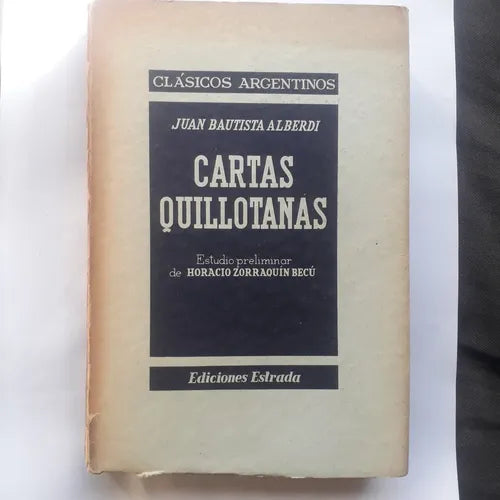 CLÁSICOS ARGENTINOS
JUAN BAUTISTA ALBERDI
CARTAS
QUILLOTANAS
Estudio preliminar
de HORACIO ZORRAQUÍN BECÚ
Ediciones Estrada